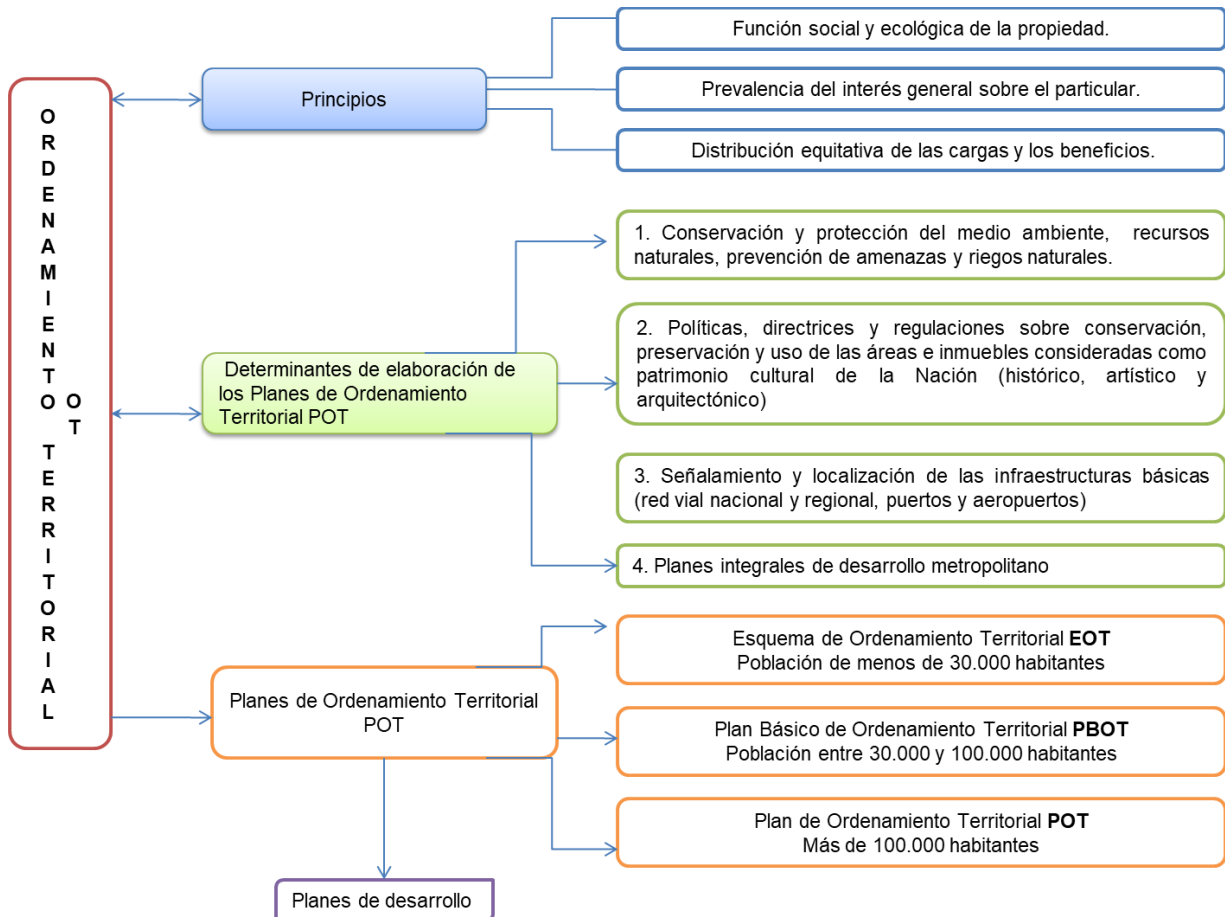 ORDENAMIENTO TERRITORIAL
OT
Principios
Función social y ecológica de la propiedad.
Prevalencia del interés general sobre el particular.
Distribución equitativa de las cargas y los beneficios.
Determinantes de elaboración de
los Planes de Ordenamiento
Territorial POT
1. Conservación y protección del medio ambiente, recursos
naturales, prevención de amenazas y riegos naturales.
2. Políticas, directrices y regulaciones sobre conservación,
preservación y uso de las áreas e inmuebles consideradas como
patrimonio cultural de la Nación (histórico, artístico y
arquitectónico)
3. Señalamiento y localización de las infraestructuras básicas
(red vial nacional y regional, puertos y aeropuertos)
4. Planes integrales de desarrollo metropolitano
Planes de Ordenamiento Territorial
POT
Esquema de Ordenamiento Territorial EOT
Población de menos de 30.000 habitantes
Plan Básico de Ordenamiento Territorial PBOT
Población entre 30.000 y 100.000 habitantes
Plan de Ordenamiento Territorial POT
Más de 100.000 habitantes
Planes de desarrollo